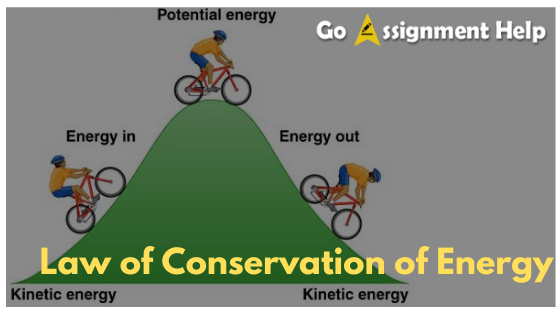 Potential energy
Go Assignment Help
Energy in
Energy out
Law of Conservation of Energy
Kinetic energy
Kinetic energy